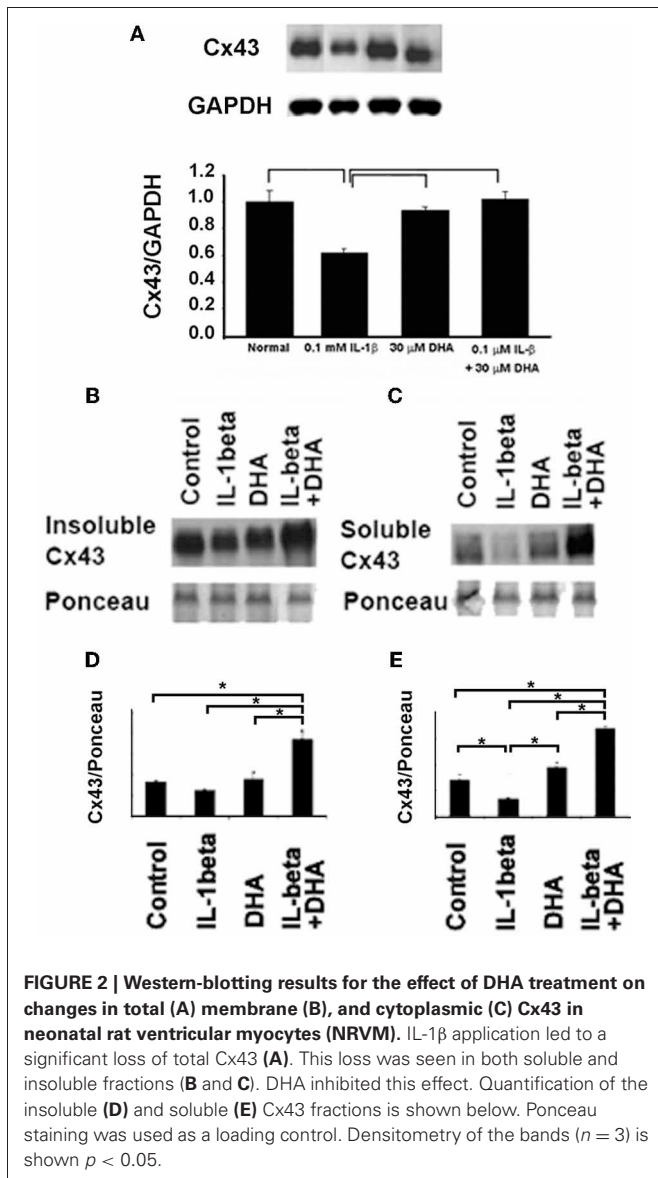 A
Cx43
GAPDH
Cx43/GAPDH
1.2
1.0
0.8
0.6
0.4
0.2
0.0
Normal 0.1 mM IL-1β 30 μM DHA 0.1 μM IL-β
+ 30 μM DHA
B
C
Control
IL-1beta
DHA
IL-beta
+DHA
Control
IL-1beta
DHA
IL-beta
+DHA
Insoluble
Cx43
Soluble
Cx43
Ponceau
Ponceau
D
E
*
*
*
*
*
*
*
*
Cx43/Ponceau
Cx43/Ponceau
Control
IL-1beta
DHA
IL-beta
+DHA
Control
IL-1beta
DHA
IL-beta
+DHA
FIGURE 2 | Western-blotting results for the effect of DHA treatment on
changes in total (A) membrane (B), and cytoplasmic (C) Cx43 in
neonatal rat ventricular myocytes (NRVM). IL-1β application led to a
significant loss of total Cx43 (A). This loss was seen in both soluble and
insoluble fractions (B and C). DHA inhibited this effect. Quantification of the
insoluble (D) and soluble (E) Cx43 fractions is shown below. Ponceau
staining was used as a loading control. Densitometry of the bands (n = 3) is
shown p < 0.05.